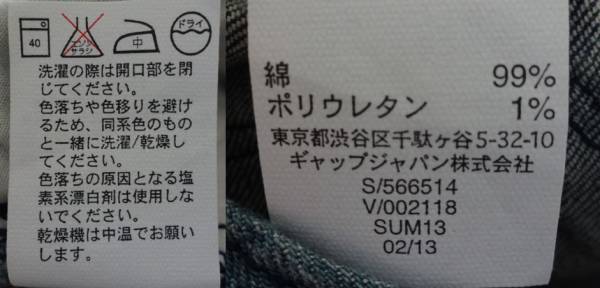 40
エンソ
サラシ
中
ドライ
洗濯の際は開口部を閉
じてください。
色落ちや色移りを避け
るため、同系色のもの
と一緒に洗濯/乾燥し
てください。
色落ちの原因となる塩
素系漂白剤は使用しな
いでください。
乾燥機は中温でお願い
します。
綿 99%
ポリウレタン 1%
東京都渋谷区千駄ヶ谷5-32-10
ギャップジャパン株式会社
S/566514
V/002118
SUM13
02/13